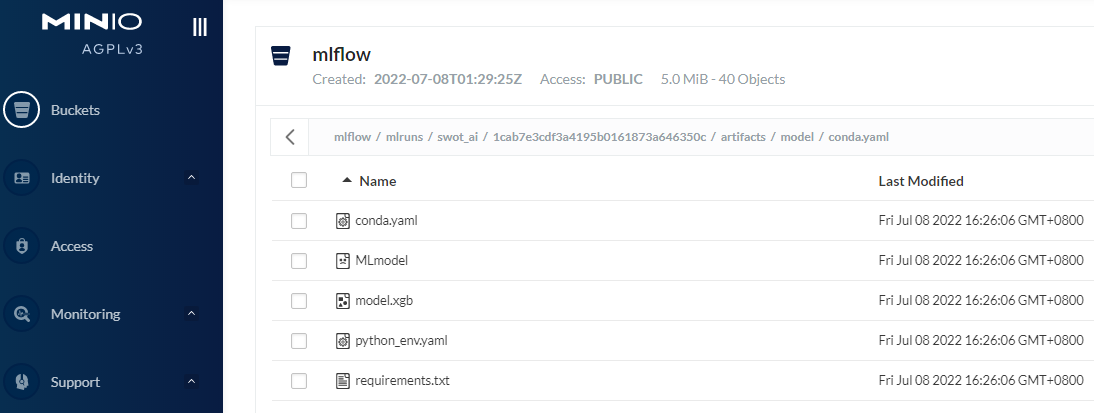 MINIO
AGPLv3
Buckets
Identity
Access
Monitoring
Support
mlflow
Created: 2022-07-08T01:29:25Z Access: PUBLIC 5.0 MiB - 40 Objects
mlflow / mlruns / swot_ai / 1cab7e3cdf3a4195b0161873a646350c / artifacts / model / conda.yaml
Name Last Modified
conda.yaml Fri Jul 08 2022 16:26:06 GMT+0800
MLmodel Fri Jul 08 2022 16:26:06 GMT+0800
model.xgb Fri Jul 08 2022 16:26:06 GMT+0800
python_env.yaml Fri Jul 08 2022 16:26:06 GMT+0800
requirements.txt Fri Jul 08 2022 16:26:06 GMT+0800